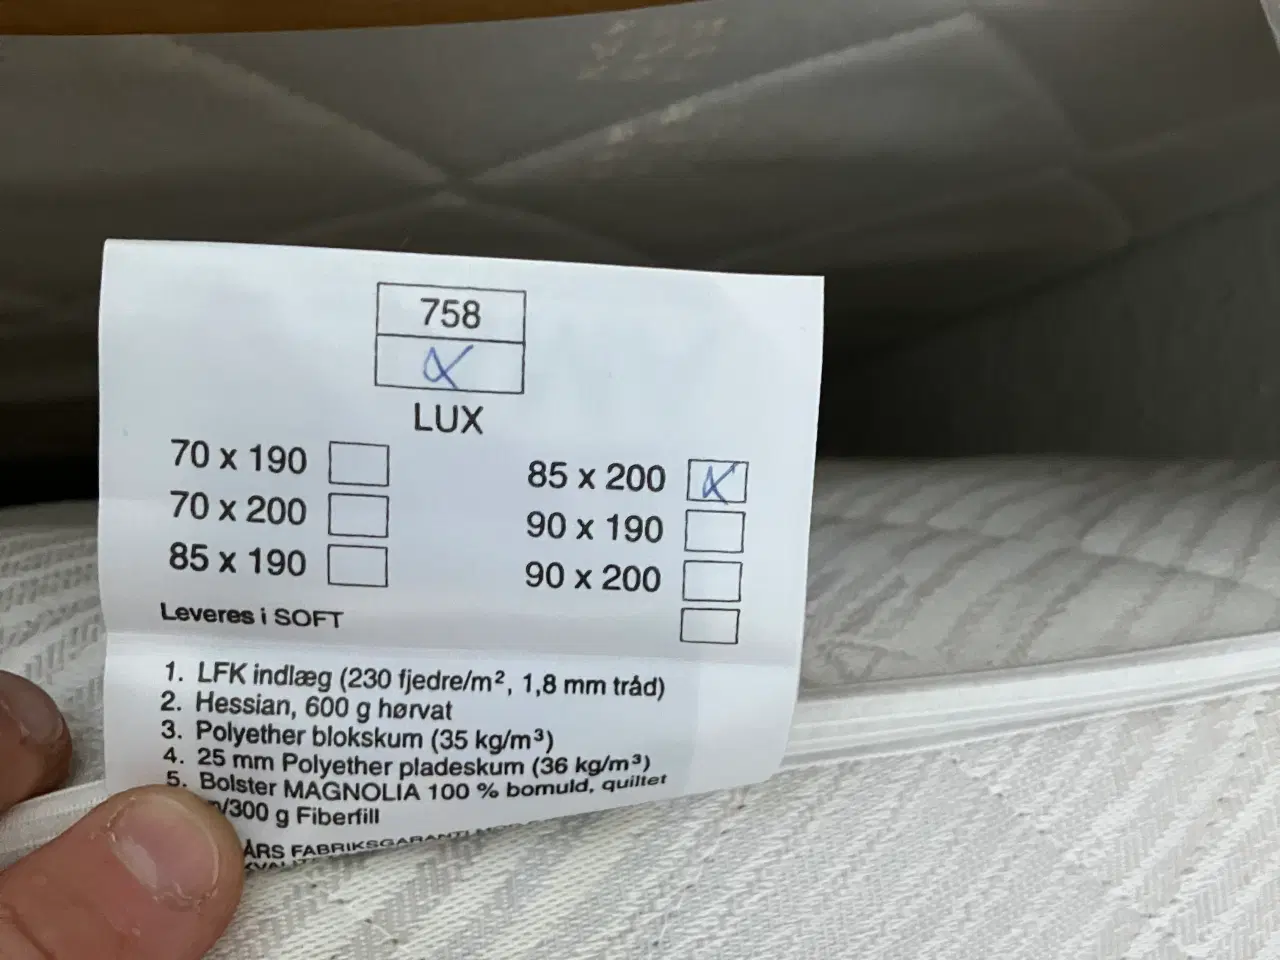 758
LUX
70 x 190
70 x 200
85 x 190
85 x 200
90 x 190
90 x 200
Leveres i SOFT
1. LFK indlæg (230 fjedre/m², 1,8 mm tråd)
2. Hessian, 600 g hørvat
3. Polyether blokskum (35 kg/m³)
4. 25 mm Polyether pladeskum (36 kg/m³)
5. Bolster MAGNOLIA 100 % bomuld, quiltet
/300 g Fiberfill
ÅRS FABRIKSGARANTI